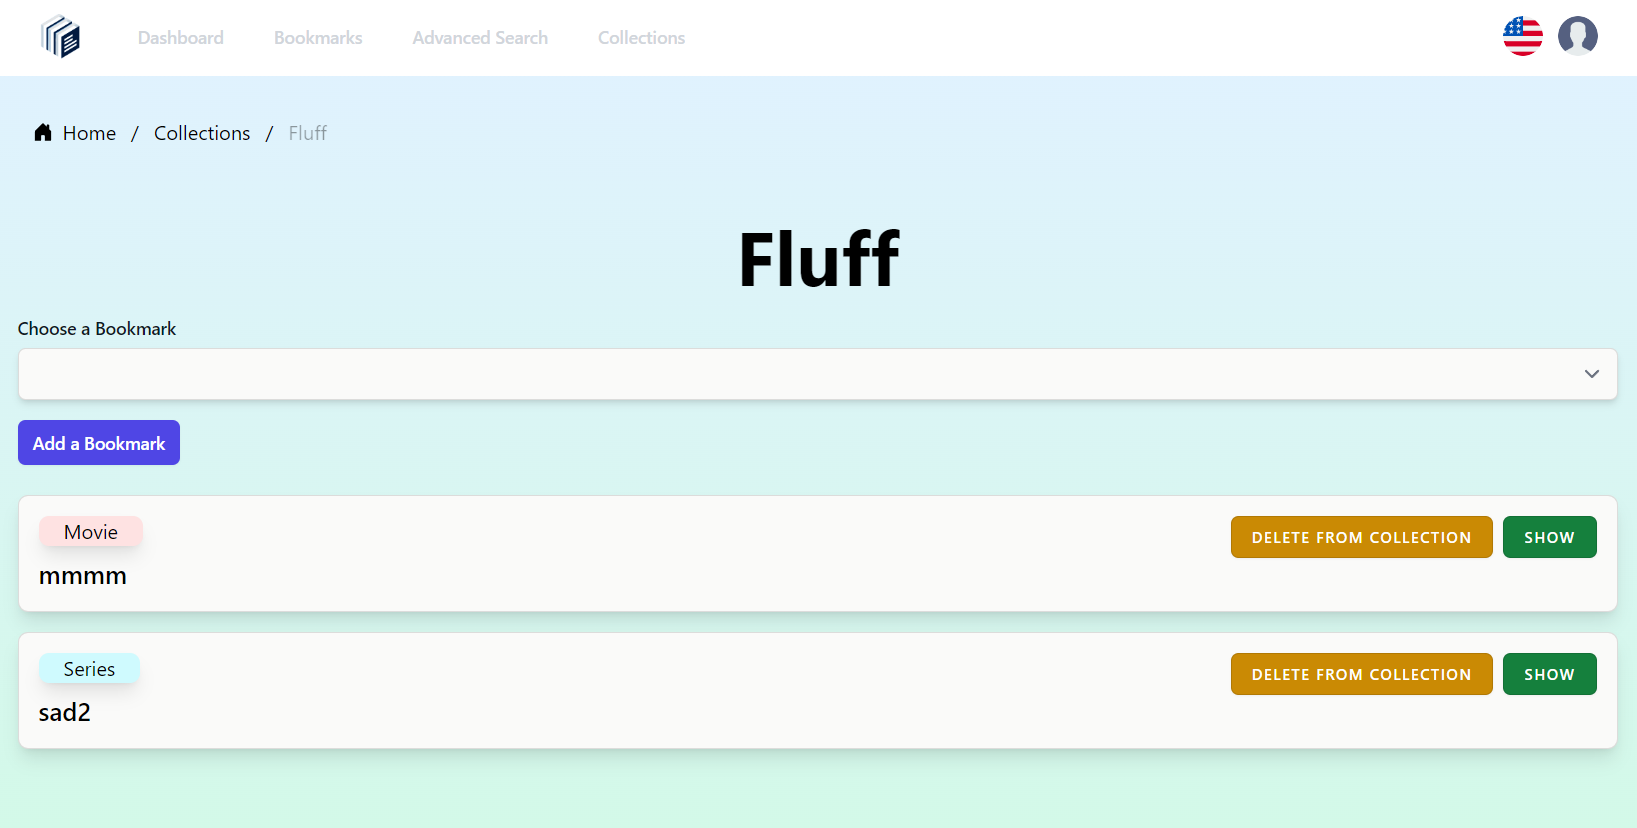 Dashboard Bookmarks Advanced Search Collections
Home / Collections / Fluff
Fluff
Choose a Bookmark
Add a Bookmark
Movie
DELETE FROM COLLECTION SHOW
mmmm
Series
DELETE FROM COLLECTION SHOW
sad2